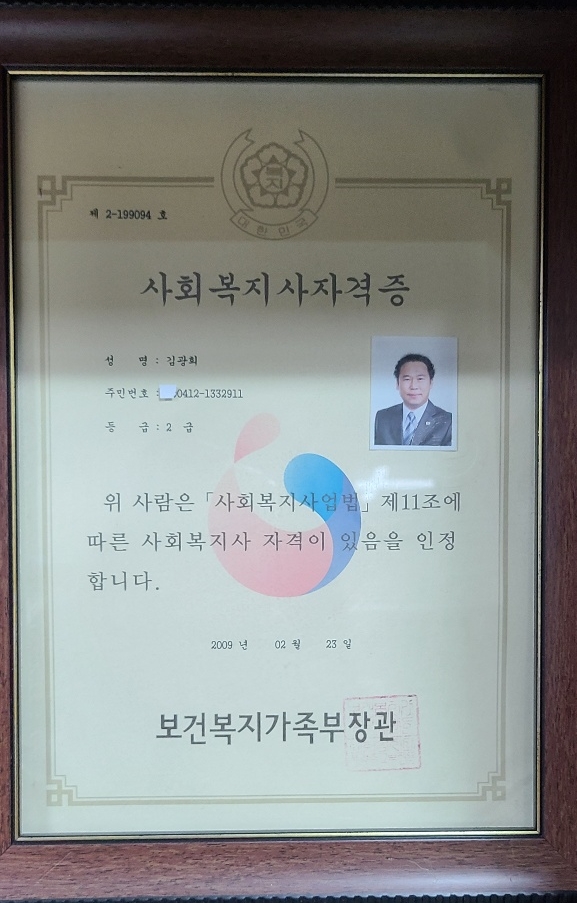 복지
대한민국
제 2-199094 호
사회복지사자격증
성 명 : 김광회
주민번호 : 0412-1332911
등 급 : 2 급
위 사람은 「사회복지사업법」 제11조에
따른 사회복지사 자격이 있음을 인정
합니다.
2009 년 02 월 23 일
보건복지가족부장관